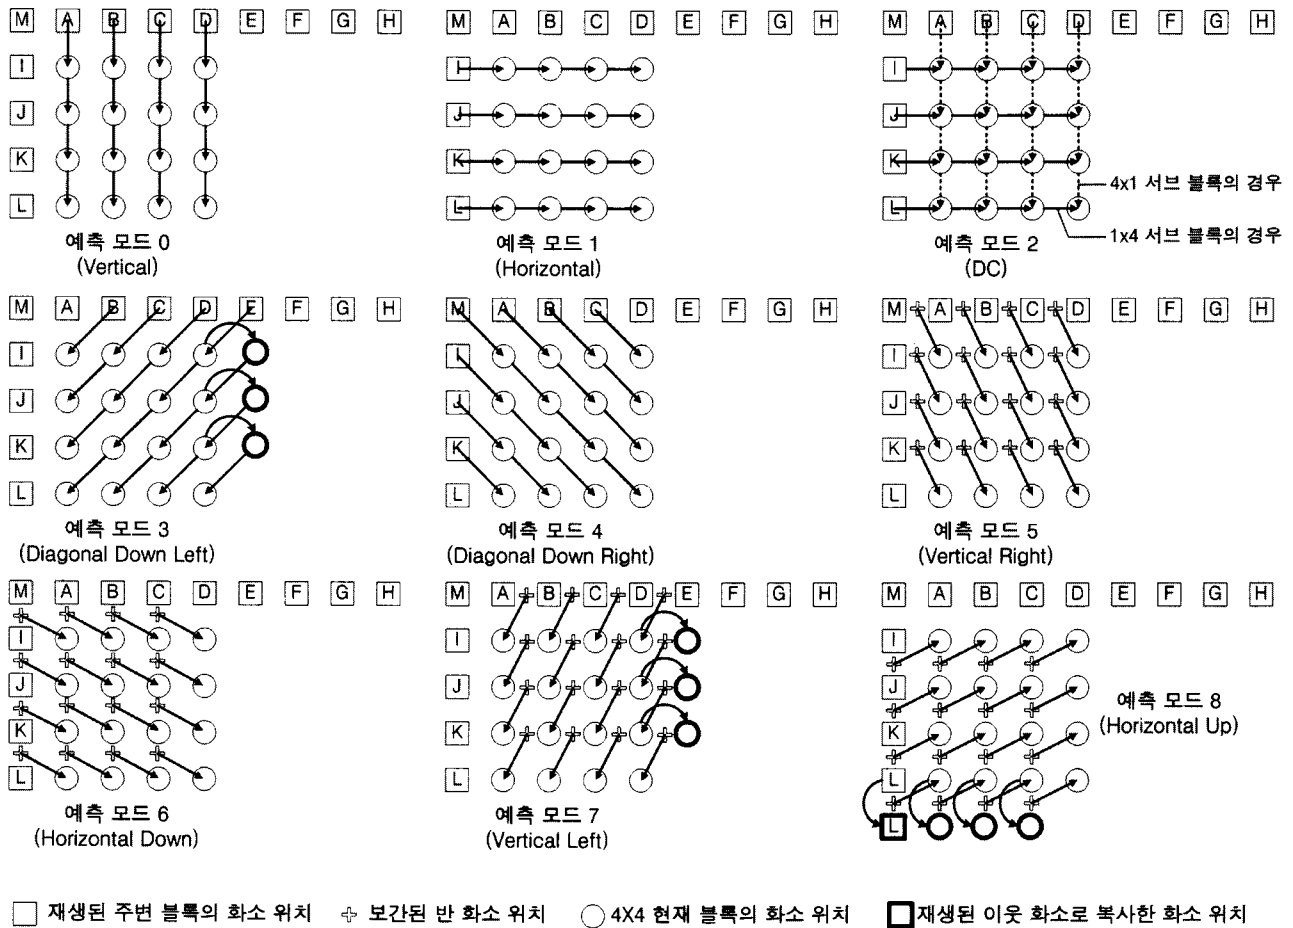 M A B C D E F G H
I
J
K
L
예측 모드 0
(Vertical)
M A B C D E F G H
I
J
K
L
예측 모드 1
(Horizontal)
M A B C D E F G H
I
J
K
L
4x1 서브 블록의 경우
1x4 서브 블록의 경우
예측 모드 2
(DC)
M A B C D E F G H
I
J
K
L
예측 모드 3
(Diagonal Down Left)
M A B C D E F G H
I
J
K
L
예측 모드 4
(Diagonal Down Right)
M A B C D E F G H
I
J
K
L
예측 모드 5
(Vertical Right)
M A B C D E F G H
I
J
K
L
예측 모드 6
(Horizontal Down)
M A B C D E F G H
I
J
K
L
예측 모드 7
(Vertical Left)
M A B C D E F G H
I
J
K
L
L
예측 모드 8
(Horizontal Up)
재생된 주변 블록의 화소 위치
보간된 반 화소 위치
4X4 현재 블록의 화소 위치
재생된 이웃 화소로 복사한 화소 위치